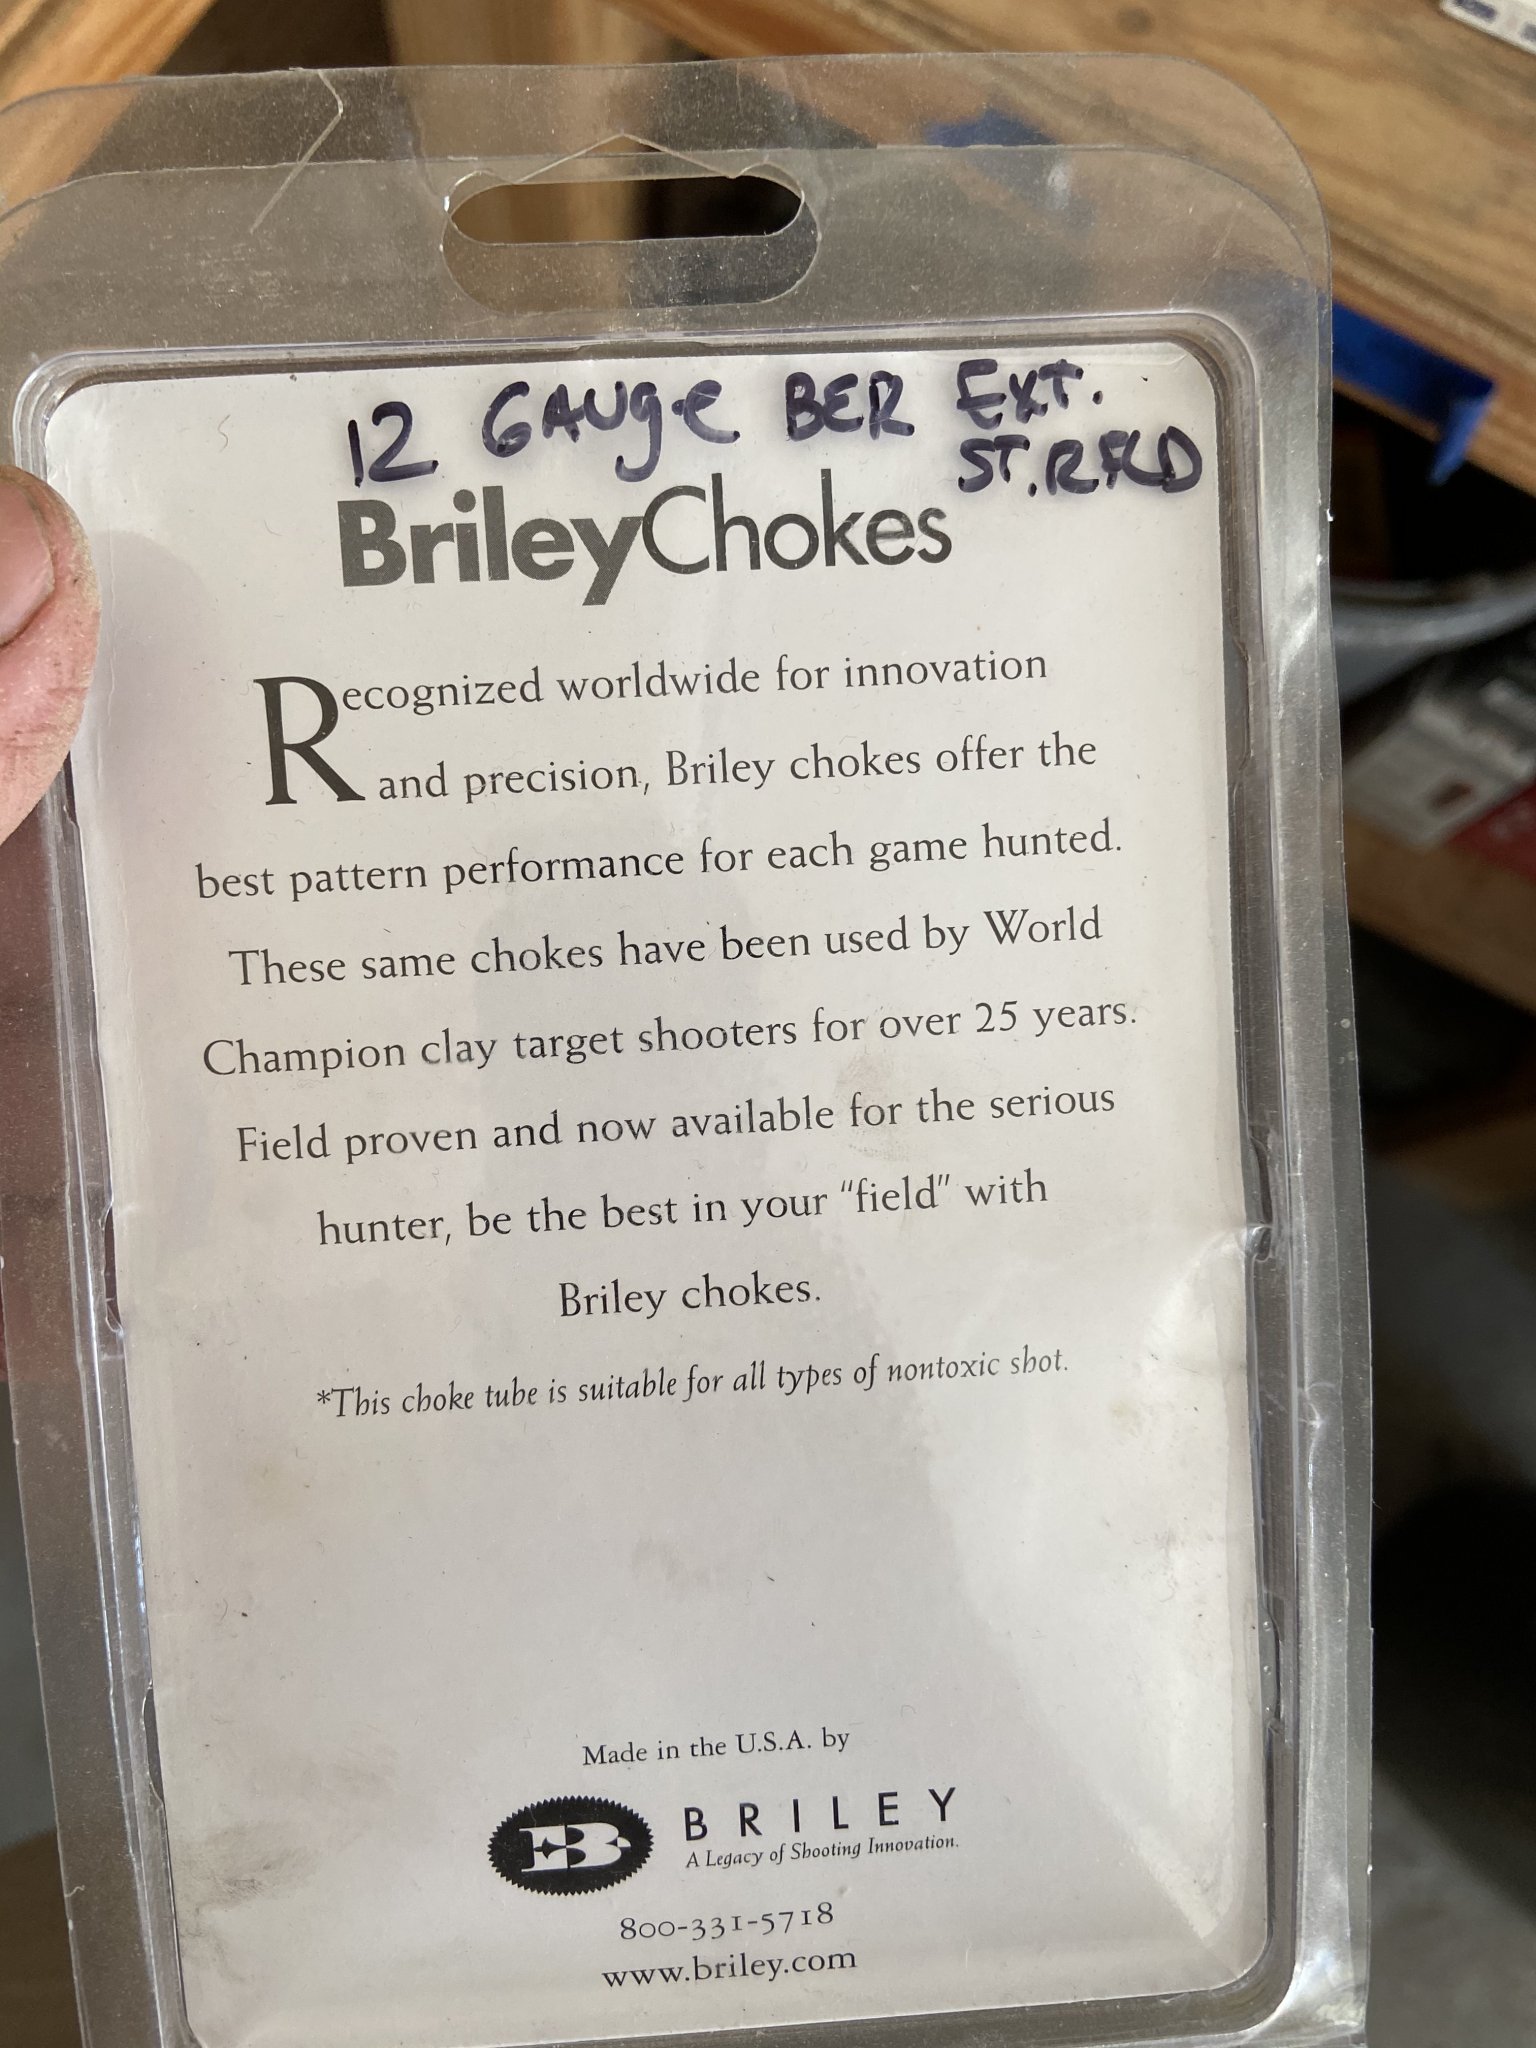 12 GAUgE BER EXT.
ST.RFLD
BrileyChokes
Recognized worldwide for innovation
and precision, Briley chokes offer the
best pattern performance for each game hunted.
These same chokes have been used by World
Champion clay target shooters for over 25 years.
Field proven and now available for the serious
hunter, be the best in your “field” with
Briley chokes.
*This choke tube is suitable for all types of nontoxic shot.
Made in the U.S.A. by
B BRILEY
A Legacy of Shooting Innovation.
800-331-5718
www.briley.com